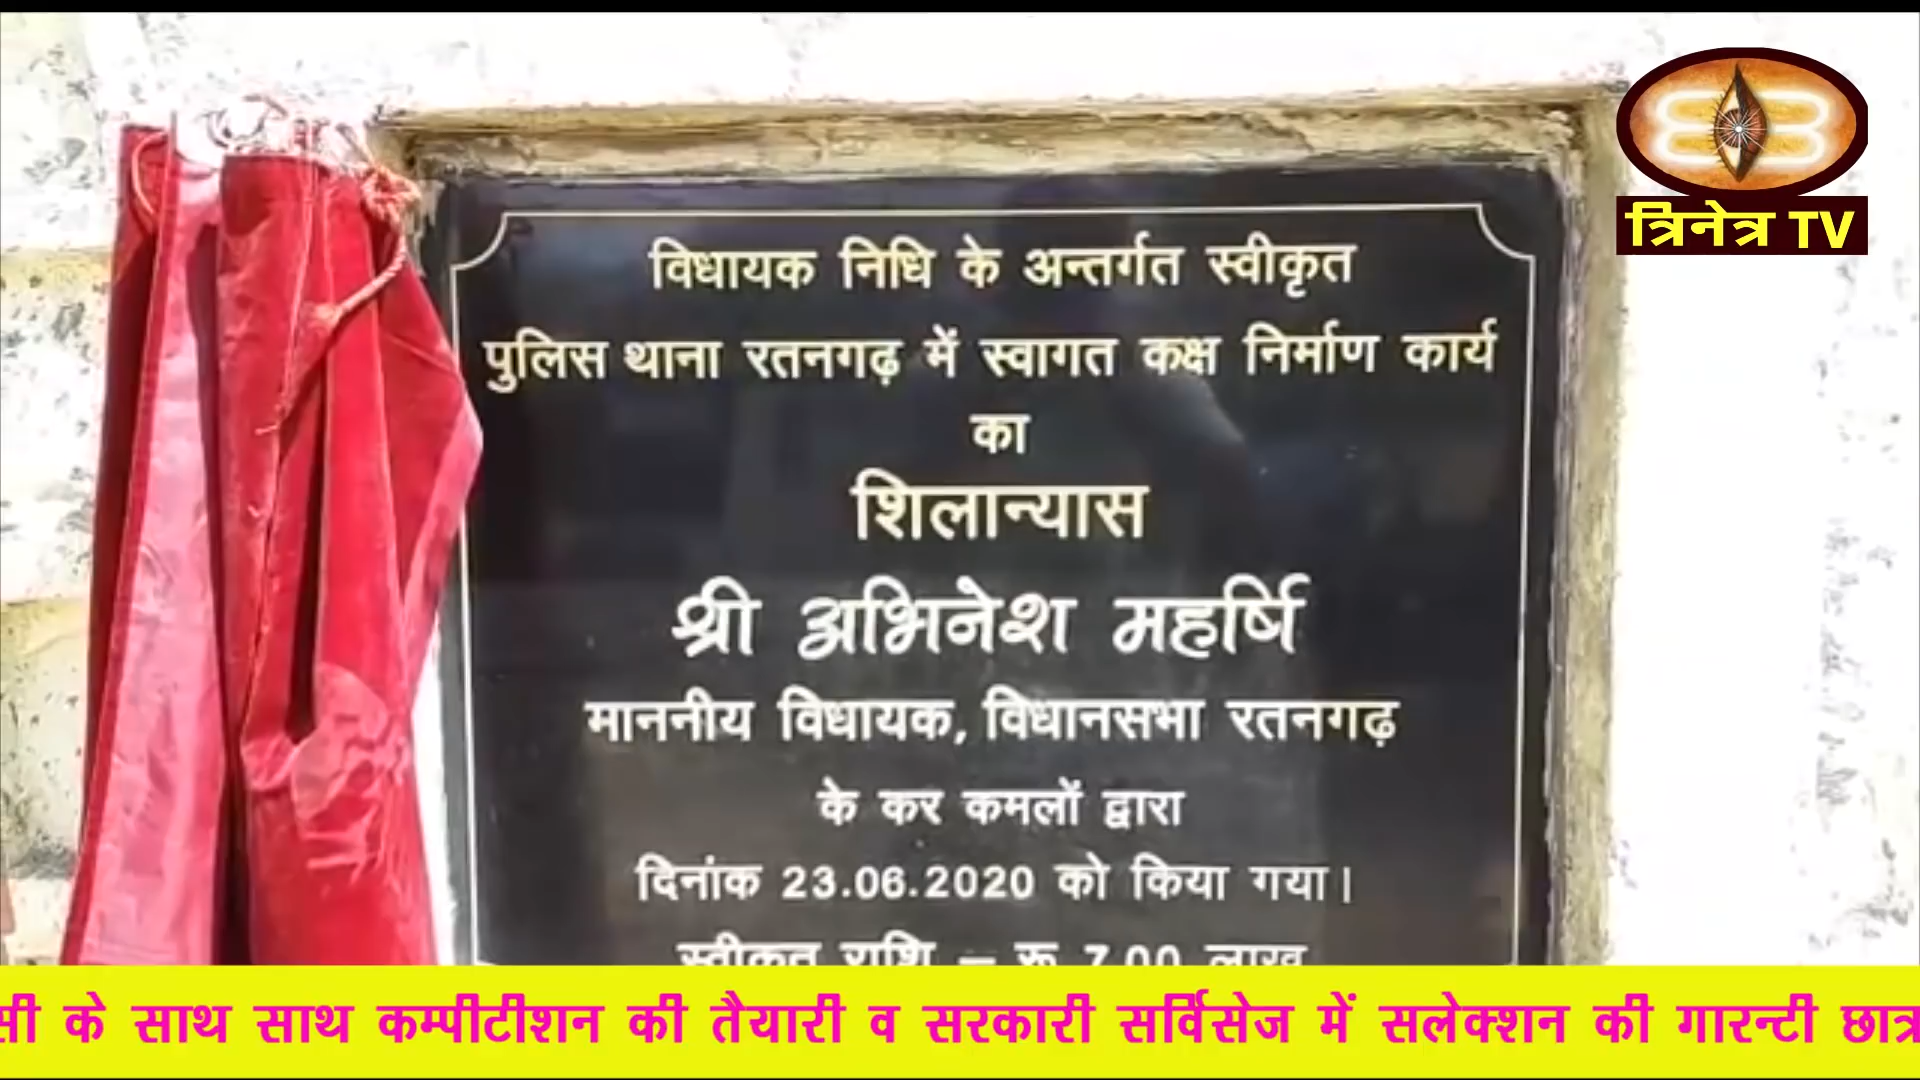 त्रिनेत्र TV
विधायक निधि के अन्तर्गत स्वीकृत
पुलिस थाना रतनगढ़ में स्वागत कक्ष निर्माण कार्य
का
शिलान्यास
श्री अभिनेश महर्षि
माननीय विधायक, विधानसभा रतनगढ़
के कर कमलों द्वारा
दिनांक 23.06.2020 को किया गया।
स्वीकृत राशि – रू 7.00 लाख
सी के साथ साथ कम्पीटीशन की तैयारी व सरकारी सर्विसेज में सलेक्शन की गारन्टी छात्र